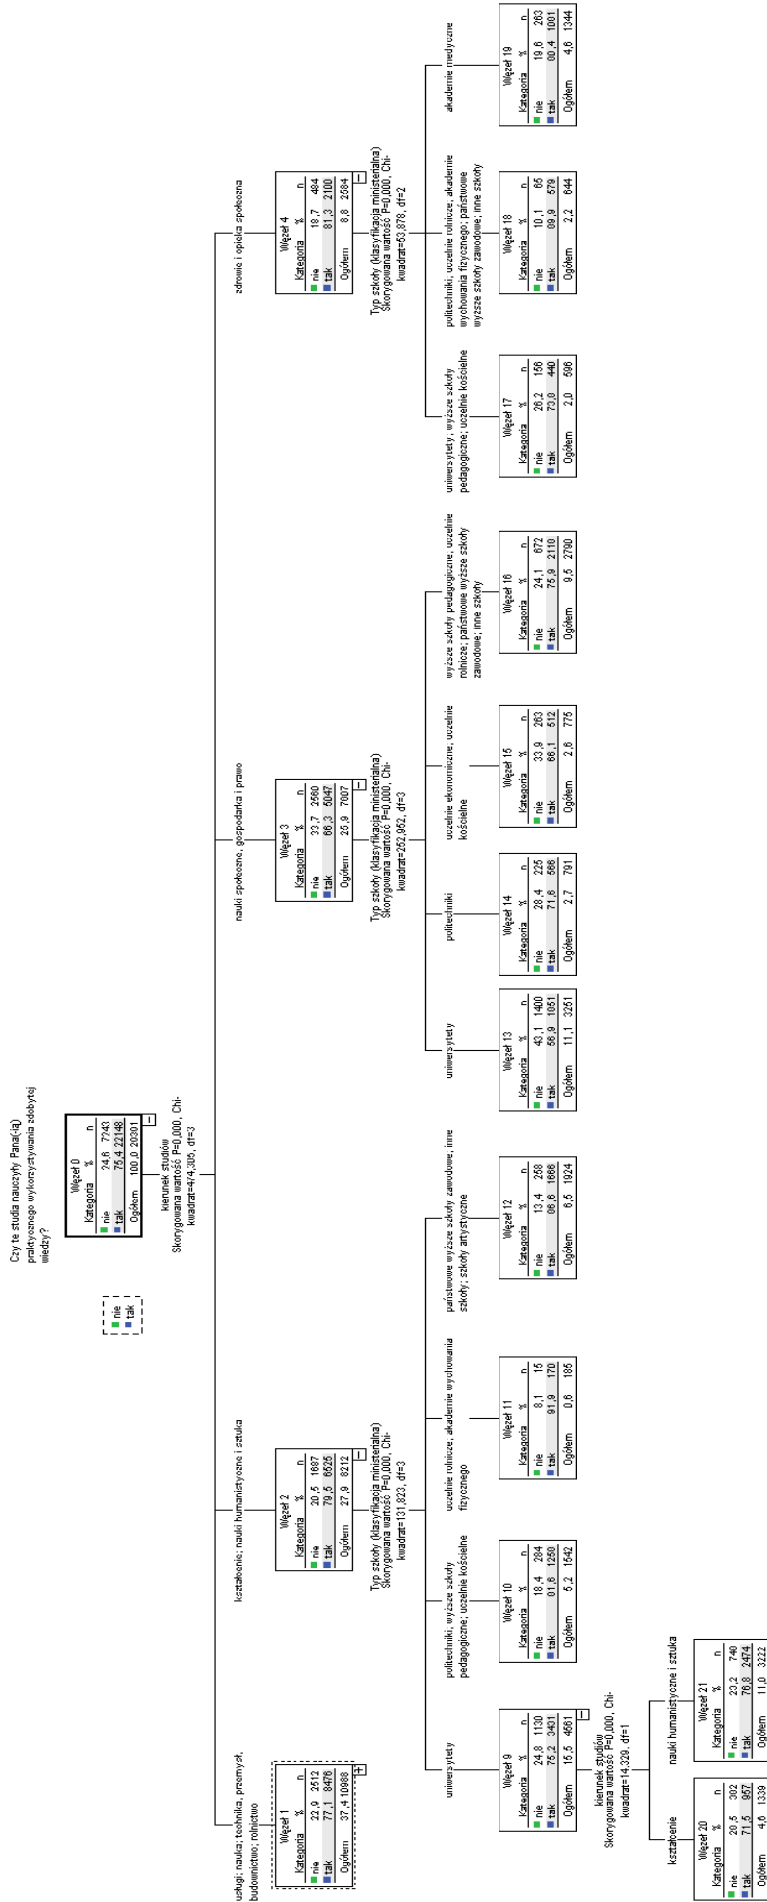 Czy te studia nauczyły Pana(-ią)
praktycznego wykorzystywania zdobytej
wiedzy?
nie
tak
Węzeł 0
Kategoria % n
nie 24,6 7243
tak 75,4 22148
Ogółem 100,0 29391
kierunek studiów
Skorygowana wartość P=0,000, Chi-
kwadrat=474,305, df=3
usługi; nauka; technika, przemysł,
budownictwo; rolnictwo
Węzeł 1
Kategoria % n
nie 22,9 2512
tak 77,1 8476
Ogółem 37,4 10988
kształcenie; nauki humanistyczne i sztuka
Węzeł 2
Kategoria % n
nie 20,5 1687
tak 79,5 6525
Ogółem 27,9 8212
Typ szkoły (klasyfikacja ministerialna)
Skorygowana wartość P=0,000, Chi-
kwadrat=131,823, df=3
nauki społeczne, gospodarka i prawo
Węzeł 3
Kategoria % n
nie 33,7 2560
tak 66,3 5047
Ogółem 25,9 7607
Typ szkoły (klasyfikacja ministerialna)
Skorygowana wartość P=0,000, Chi-
kwadrat=252,952, df=3
zdrowie i opieka społeczna
Węzeł 4
Kategoria % n
nie 18,7 484
tak 81,3 2100
Ogółem 8,8 2584
Typ szkoły (klasyfikacja ministerialna)
Skorygowana wartość P=0,000, Chi-
kwadrat=53,878, df=2
uniwersytety
Węzeł 9
Kategoria % n
nie 24,8 1130
tak 75,2 3431
Ogółem 15,5 4561
kierunek studiów
Skorygowana wartość P=0,000, Chi-
kwadrat=14,329, df=1
politechniki, wyższe szkoły
pedagogiczne; uczelnie kościelne
Węzeł 10
Kategoria % n
nie 18,4 284
tak 81,6 1258
Ogółem 5,2 1542
uczelnie rolnicze, akademie wychowania
fizycznego
Węzeł 11
Kategoria % n
nie 8,1 15
tak 91,9 170
Ogółem 0,6 185
państwowe wyższe szkoły zawodowe, inne
szkoły; szkoły artystyczne
Węzeł 12
Kategoria % n
nie 13,4 258
tak 86,6 1666
Ogółem 6,5 1924
uniwersytety
Węzeł 13
Kategoria % n
nie 43,1 1400
tak 56,9 1851
Ogółem 11,1 3251
politechniki
Węzeł 14
Kategoria % n
nie 28,4 225
tak 71,6 566
Ogółem 2,7 791
uczelnie ekonomiczne, uczelnie
kościelne
Węzeł 15
Kategoria % n
nie 33,9 263
tak 66,1 512
Ogółem 2,6 775
wyższe szkoły pedagogiczne, uczelnie
rolnicze; państwowe wyższe szkoły
zawodowe; inne szkoły
Węzeł 16
Kategoria % n
nie 24,1 672
tak 75,9 2118
Ogółem 9,5 2790
uniwersytety, wyższe szkoły
pedagogiczne; uczelnie kościelne
Węzeł 17
Kategoria % n
nie 26,2 156
tak 73,8 440
Ogółem 2,0 596
politechniki, uczelnie rolnicze, akademie
wychowania fizycznego; państwowe
wyższe szkoły zawodowe; inne szkoły
Węzeł 18
Kategoria % n
nie 10,1 65
tak 89,9 579
Ogółem 2,2 644
akademie medyczne
Węzeł 19
Kategoria % n
nie 19,6 263
tak 80,4 1081
Ogółem 4,6 1344
kształcenie
Węzeł 20
Kategoria % n
nie 28,5 382
tak 71,5 957
Ogółem 4,6 1339
nauki humanistyczne i sztuka
Węzeł 21
Kategoria % n
nie 23,2 748
tak 76,8 2474
Ogółem 11,0 3222